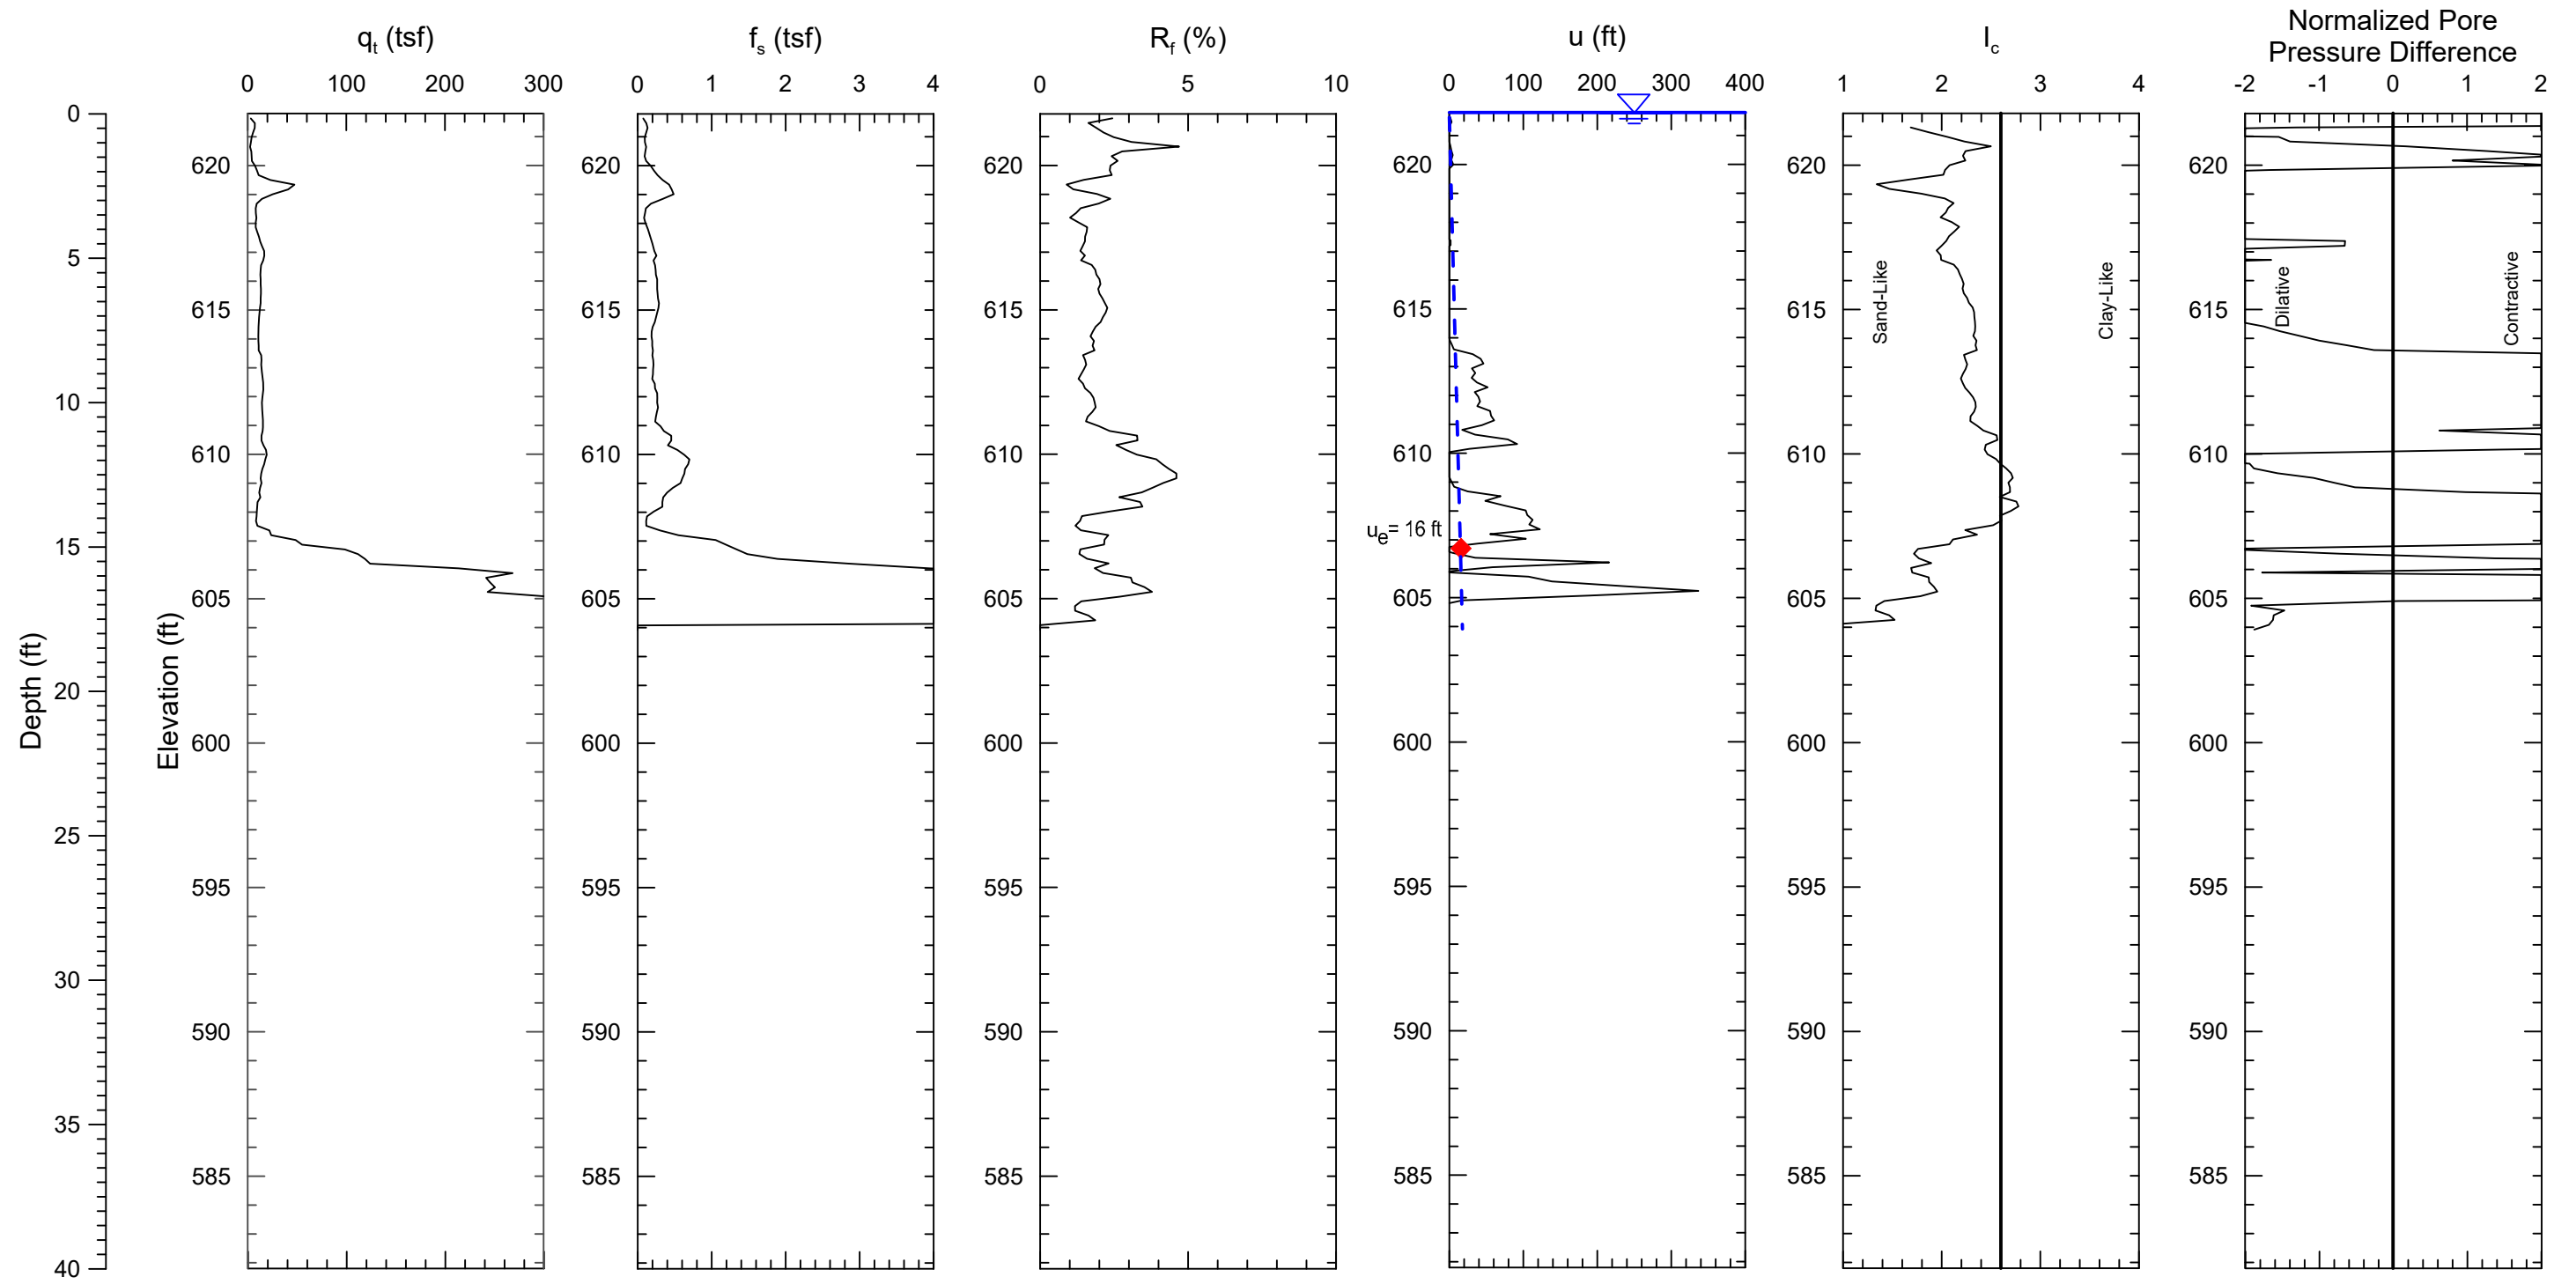 q_t (tsf)
f_s (tsf)
R_f (%)
u (ft)
I_c
Normalized Pore
Pressure Difference
0 100 200 300
0 1 2 3 4
0 5 10
0 100 200 300 400
1 2 3 4
-2 -1 0 1 2
Depth (ft)
0
5
10
15
20
25
30
35
40
Elevation (ft)
620
615
610
605
600
595
590
585
620
615
610
605
600
595
590
585
620
615
610
605
600
595
590
585
620
615
610
605
600
595
590
585
u_e= 16 ft
620
615
610
605
600
595
590
585
Sand-Like
Clay-Like
620
615
610
605
600
595
590
585
Dilative
Contractive